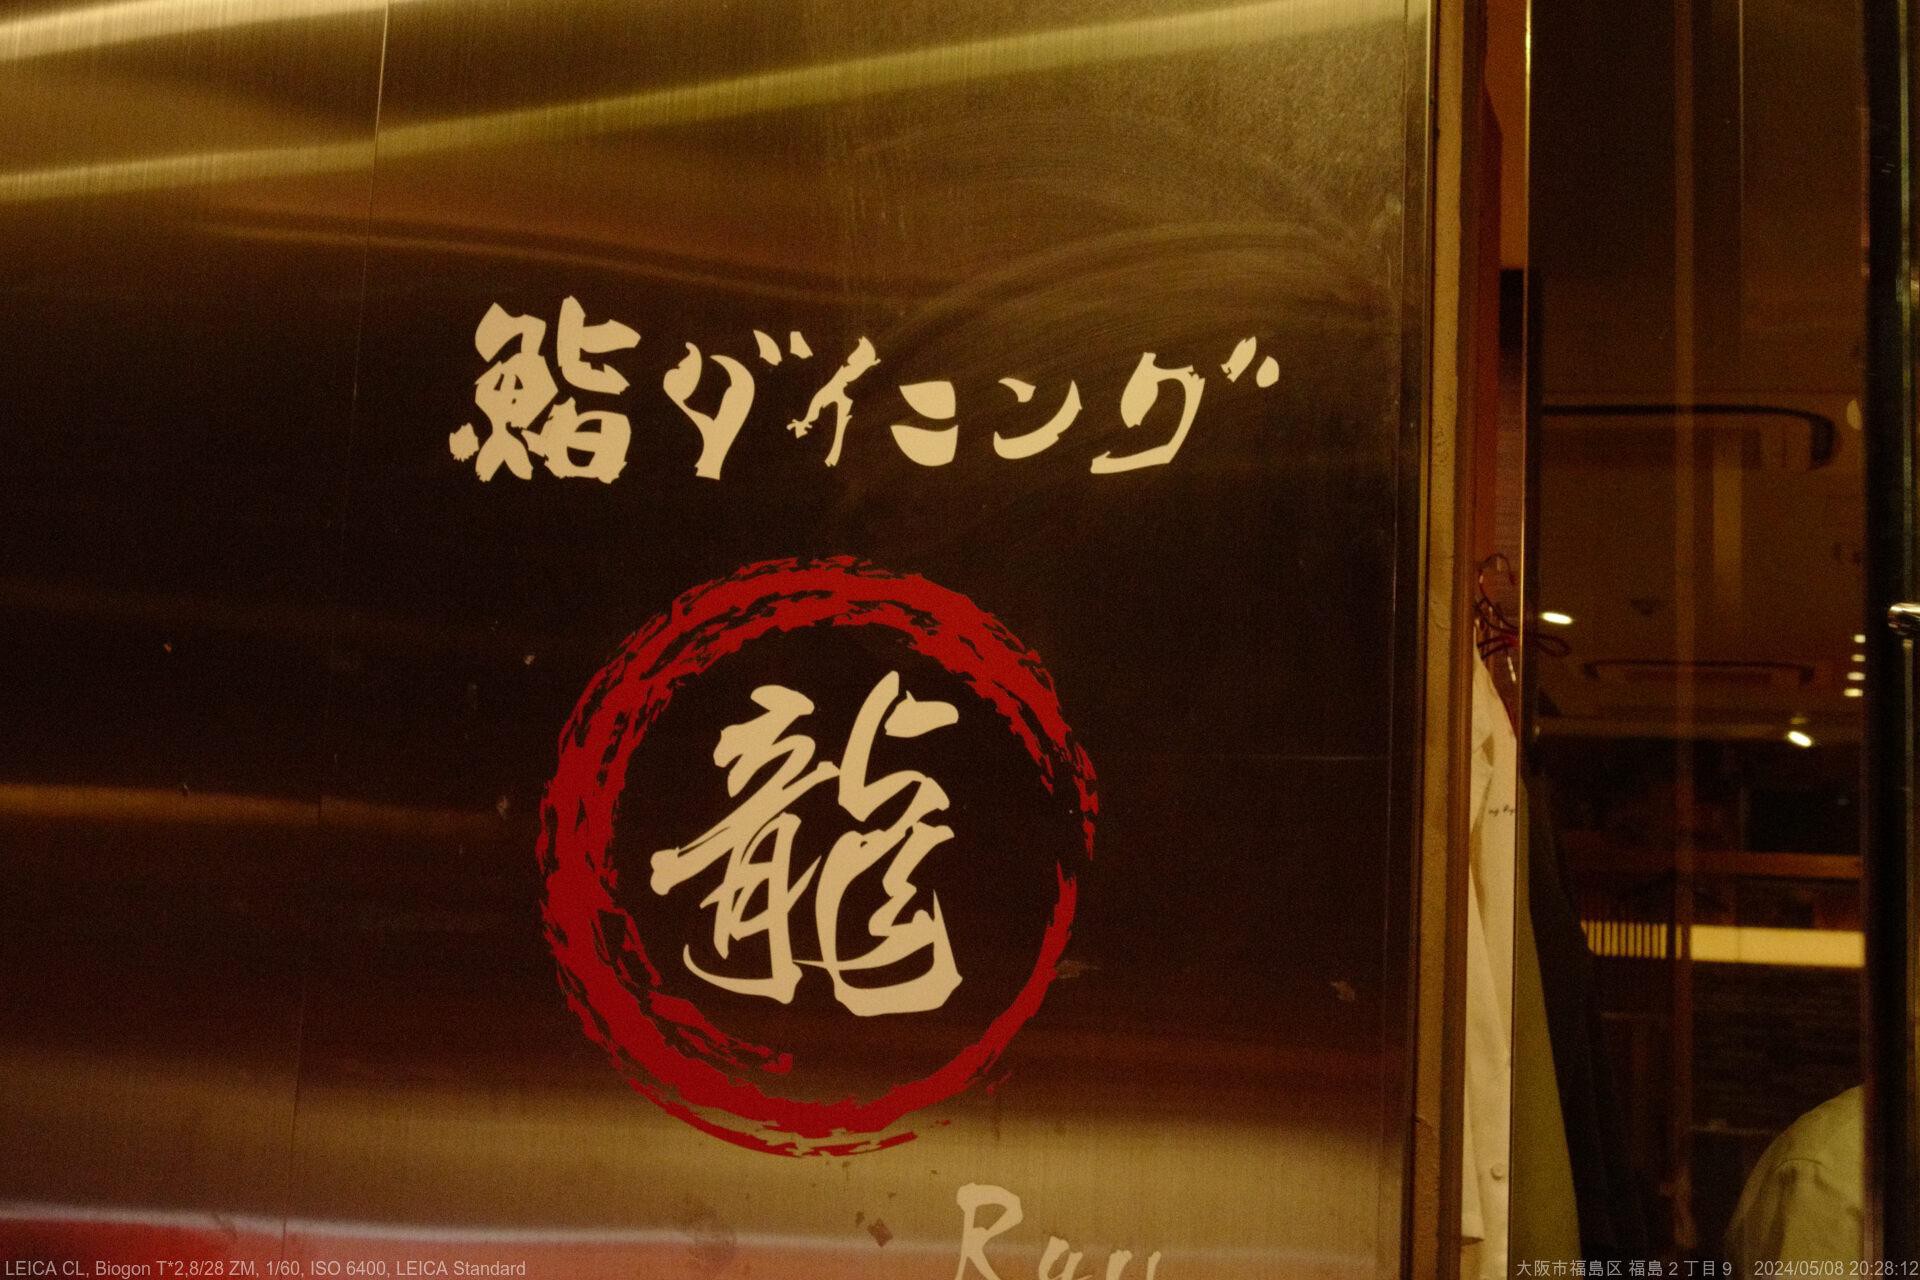 鮨ダイニング
龍
Ryu
LEICA CL, Biogon T*2,8/28 ZM, 1/60, ISO 6400, LEICA Standard
大阪市福島区 福島2丁目9 2024/05/08 20:28:12